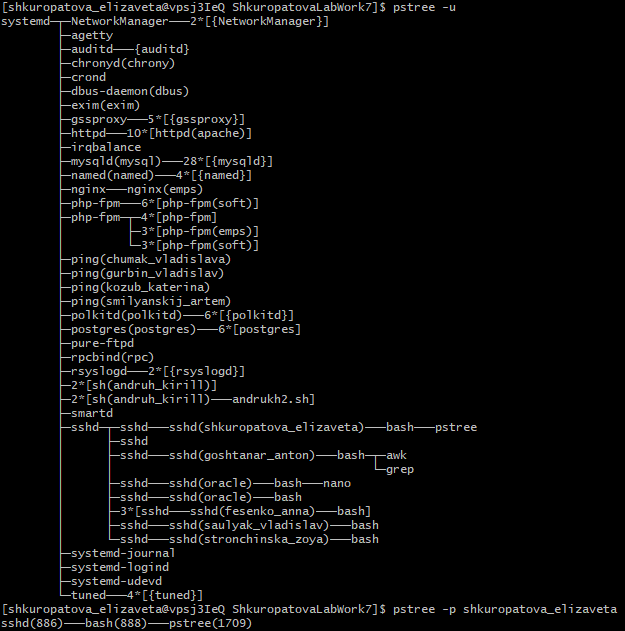 [shkuropatova_elizaveta@vpsj3IeQ ShkuropatovaLabWork7]$ pstree -u
systemd─┬─NetworkManager───2*[{NetworkManager}]
        ├─agetty
        ├─auditd───{auditd}
        ├─chronyd(chrony)
        ├─crond
        ├─dbus-daemon(dbus)
        ├─exim(exim)
        ├─gssproxy───5*[{gssproxy}]
        ├─httpd───10*[httpd(apache)]
        ├─irqbalance
        ├─mysqld(mysql)───28*[{mysqld}]
        ├─named(named)───4*[{named}]
        ├─nginx───nginx(emps)
        ├─php-fpm───6*[php-fpm(soft)]
        ├─php-fpm─┬─4*[php-fpm]
        │         ├─3*[php-fpm(emps)]
        │         └─3*[php-fpm(soft)]
        ├─ping(chumak_vladislava)
        ├─ping(gurbin_vladislav)
        ├─ping(kozub_katerina)
        ├─ping(smilyanskij_artem)
        ├─polkitd(polkitd)───6*[{polkitd}]
        ├─postgres(postgres)───6*[postgres]
        ├─pure-ftpd
        ├─rpcbind(rpc)
        ├─rsyslogd───2*[{rsyslogd}]
        ├─2*[sh(andruh_kirill)]
        ├─2*[sh(andruh_kirill)───andrukh2.sh]
        ├─smartd
        ├─sshd─┬─sshd───sshd(shkuropatova_elizaveta)───bash───pstree
        │      ├─sshd
        │      ├─sshd───sshd(goshtanar_anton)───bash─┬─awk
        │      │                                     └─grep
        │      ├─sshd───sshd(oracle)───bash───nano
        │      ├─sshd───sshd(oracle)───bash
        │      ├─3*[sshd───sshd(fesenko_anna)───bash]
        │      ├─sshd───sshd(saulyak_vladislav)───bash
        │      └─sshd───sshd(stronchinska_zoya)───bash
        ├─systemd-journal
        ├─systemd-logind
        ├─systemd-udevd
        └─tuned───4*[{tuned}]
[shkuropatova_elizaveta@vpsj3IeQ ShkuropatovaLabWork7]$ pstree -p shkuropatova_elizaveta
sshd(886)───bash(888)───pstree(1709)